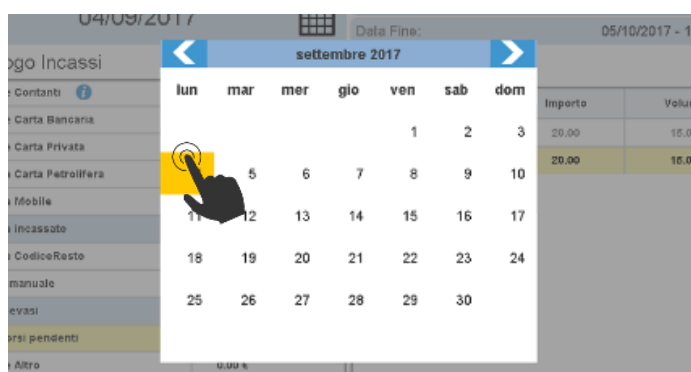 04/09/2017
Data Fine:
05/10/2017 - 1
ogo Incassi
settembre 2017
lun mar mer gio ven sab dom
1 2 3
5 6 7 8 9 10
11 12 13 14 15 16 17
18 19 20 21 22 23 24
25 26 27 28 29 30
e Contanti i
e Carta Bancaria
e Carta Privata
e Carta Petrolifera
e Mobile
e Incassato
e CodiceResto
manuale
evasi
orsi pendenti
e Altro 0.00 €
Importo Volu
20.00 15.0
20.00 15.0